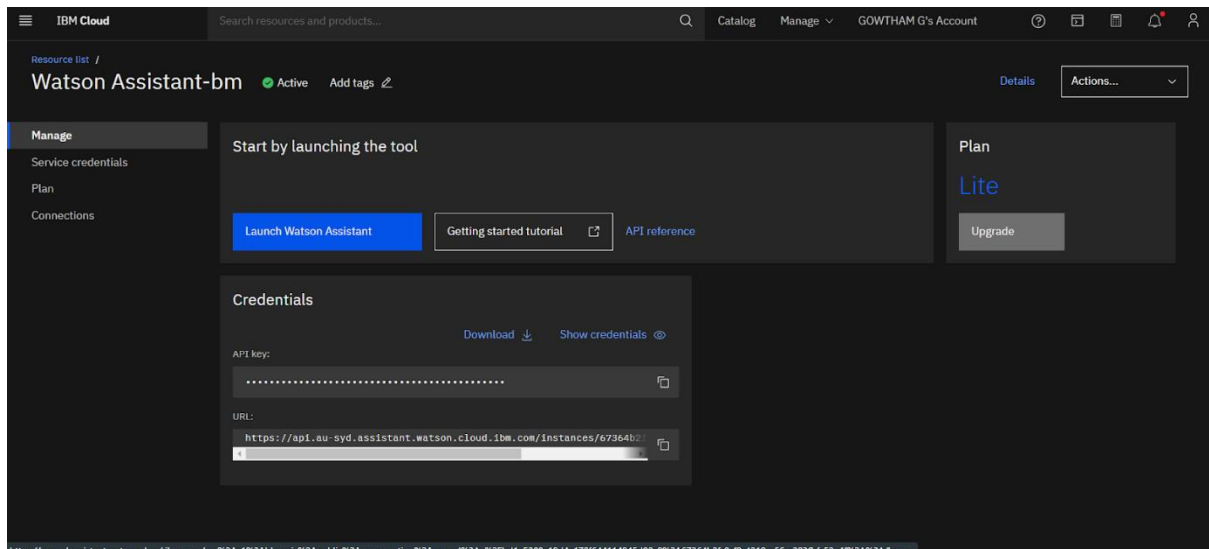 IBM Cloud
Search resources and products...
Catalog
Manage
GOWTHAM G's Account
Resource list /
Watson Assistant-bm
Active
Add tags
Details
Actions...
Manage
Service credentials
Plan
Connections
Start by launching the tool
Launch Watson Assistant
Getting started tutorial
API reference
Plan
Lite
Upgrade
Credentials
Download
Show credentials
API key:
URL:
https://api.au-syd.assistant.watson.cloud.ibm.com/instances/67364b2